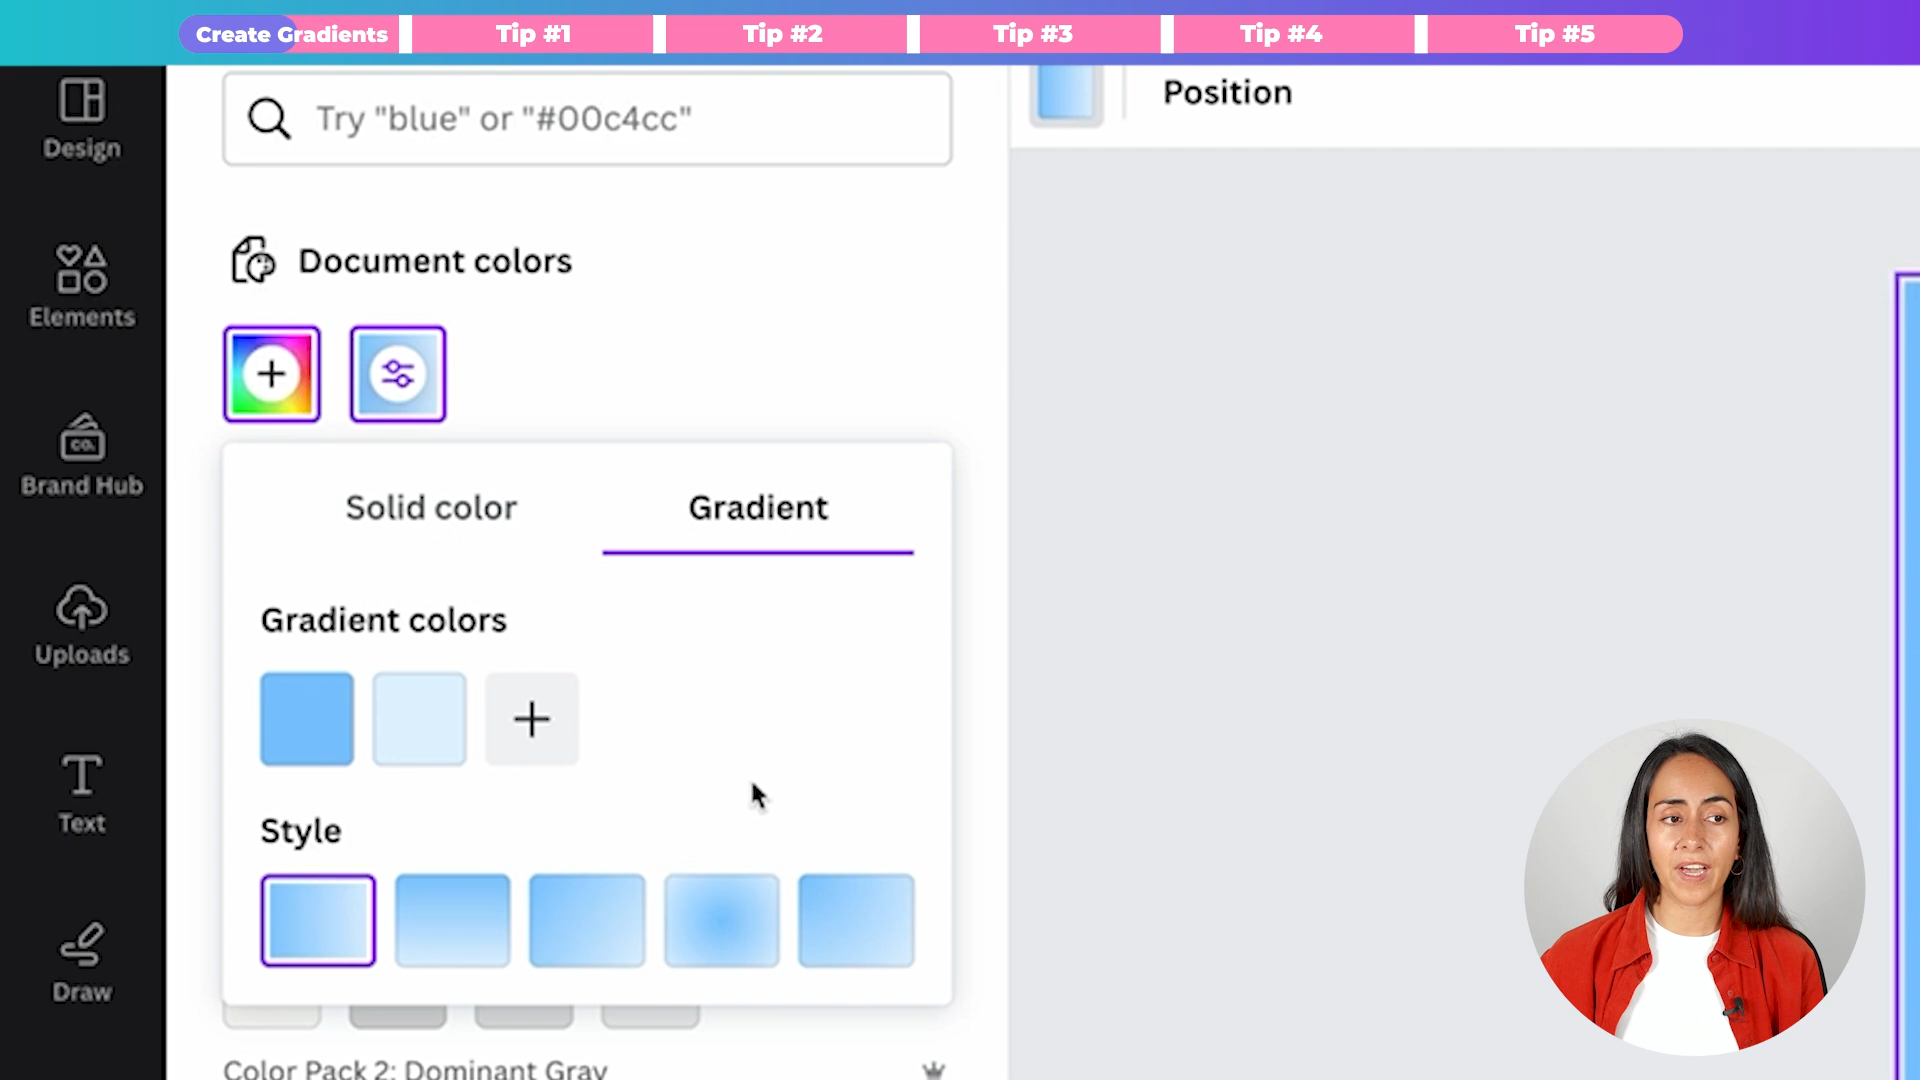 Create Gradients
Tip #1
Tip #2
Tip #3
Tip #4
Tip #5
Design
Elements
CO.
Brand Hub
Uploads
Text
Draw
Try "blue" or "#00c4cc"
Position
Document colors
Solid color
Gradient
Gradient colors
Style
Color Pack 2: Dominant Gray